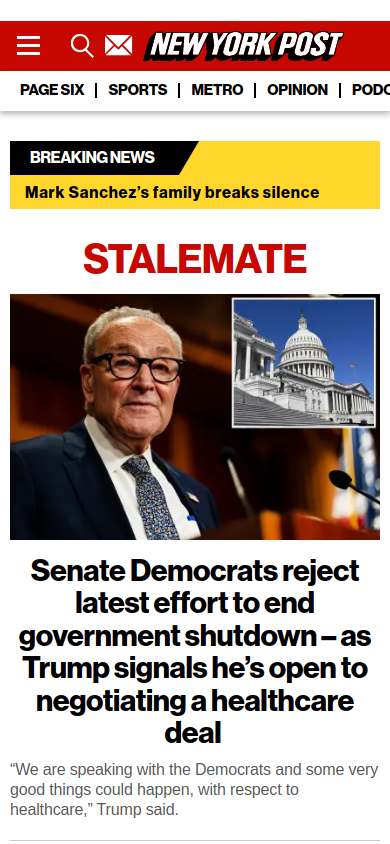 NEW YORK POST
PAGE SIX | SPORTS | METRO | OPINION |
BREAKING NEWS
Mark Sanchez’s family breaks silence
STALEMATE
Senate Democrats reject
latest effort to end
government shutdown – as
Trump signals he’s open to
negotiating a healthcare
deal
“We are speaking with the Democrats and some very
good things could happen, with respect to
healthcare,” Trump said.